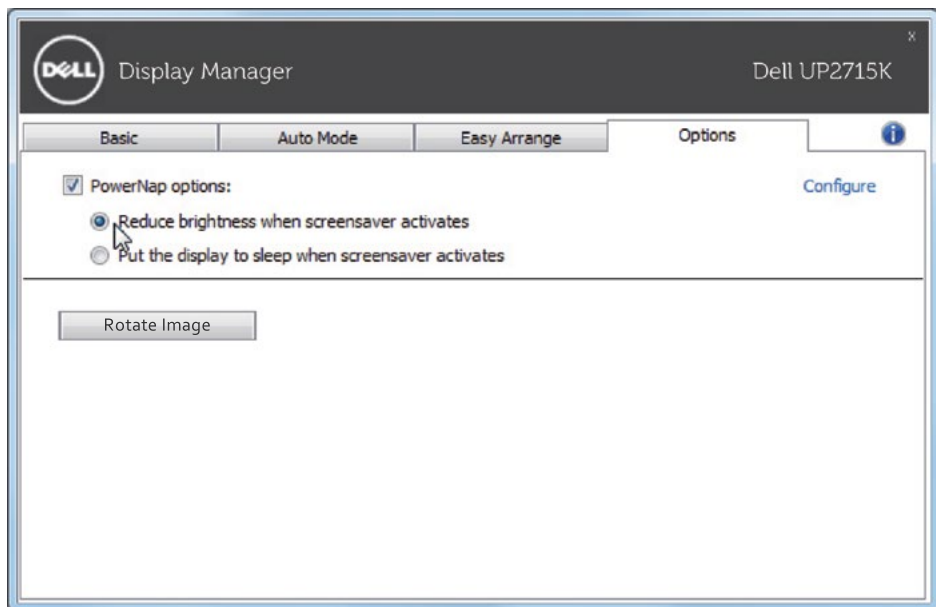 x
DELL Display Manager Dell UP2715K
Basic Auto Mode Easy Arrange Options i
PowerNap options: Configure
Reduce brightness when screensaver activates
Put the display to sleep when screensaver activates
Rotate Image